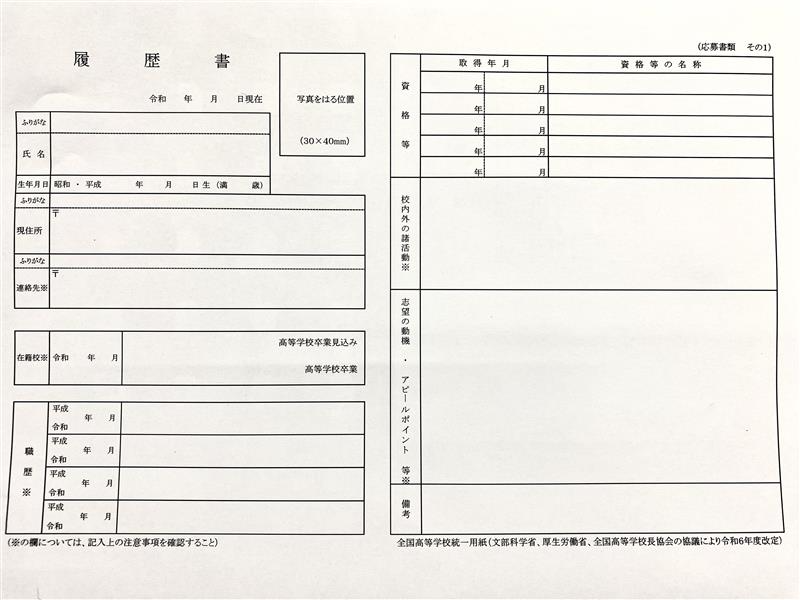 履歴書
令和 年 月 日現在
写真をはる位置
(30×40mm)
ふりがな
氏名
生年月日 昭和・平成 年 月 日生 (満 歳)
ふりがな
現住所 〒
ふりがな
連絡先※ 〒
在籍校※ 令和 年 月
高等学校卒業見込み
高等学校卒業
職歴※
平成
令和 年 月
平成
令和 年 月
平成
令和 年 月
平成
令和 年 月
(※の欄については、記入上の注意事項を確認すること)
(応募書類 その1)
資格等
取得年月 資格等の名称
年 月
年 月
年 月
年 月
年 月
校内外の諸活動※
志望の動機・アピールポイント等※
備考
全国高等学校統一用紙(文部科学省、厚生労働省、全国高等学校長協会の協議により令和6年度改定)